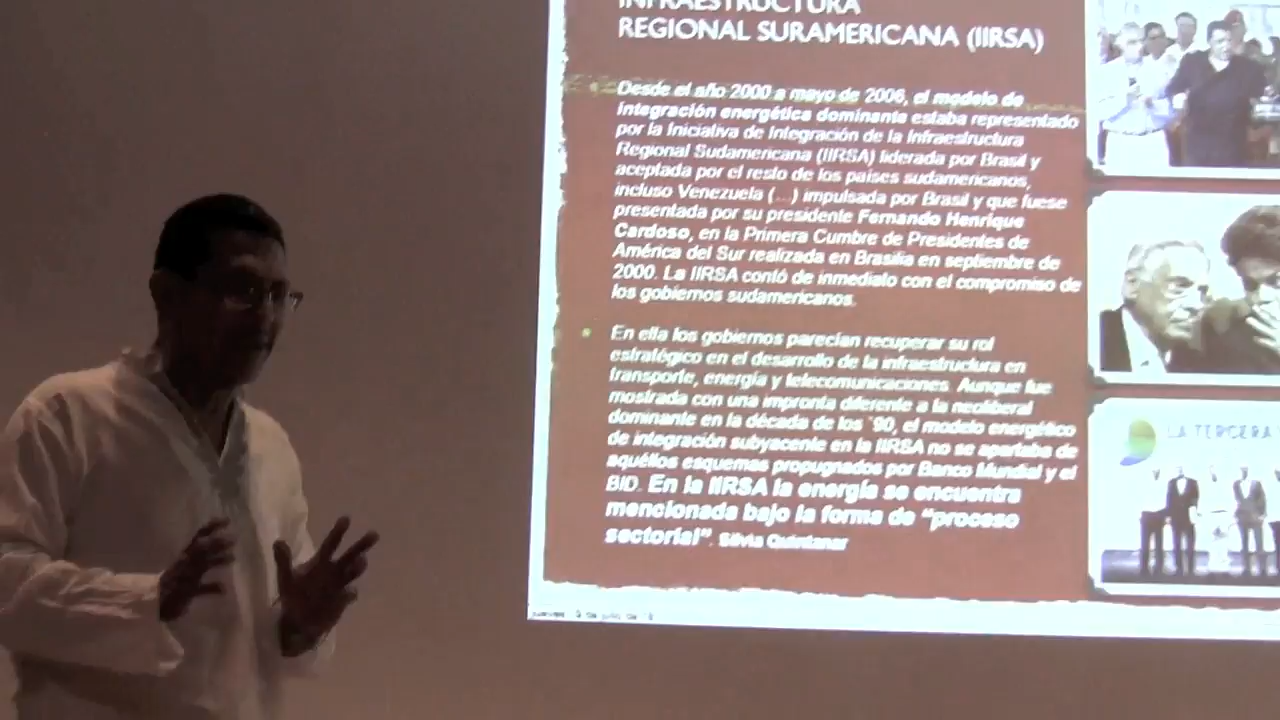 INFRAESTRUCTURA
REGIONAL SURAMERICANA (IIRSA)
Desde el año 2000 a mayo de 2006, el modelo de
integración energética dominante estaba representado
por la Iniciativa de Integración de la Infraestructura
Regional Sudamericana (IIRSA) liderada por Brasil y
aceptada por el resto de los países sudamericanos,
incluso Venezuela (...) impulsada por Brasil y que fuese
presentada por su presidente Fernando Henrique
Cardoso, en la Primera Cumbre de Presidentes de
América del Sur realizada en Brasilia en septiembre de
2000. La IIRSA contó de inmediato con el compromiso de
los gobiernos sudamericanos.
En ella los gobiernos parecían recuperar su rol
estratégico en el desarrollo de la infraestructura en
transporte, energía y telecomunicaciones. Aunque fue
mostrada con una impronta diferente a la neoliberal
dominante en la década de los `90, el modelo energético
de integración subyacente en la IIRSA no se apartaba de
aquéllos esquemas propugnados por Banco Mundial y el
BID. En la IIRSA la energía se encuentra
mencionada bajo la forma de “proceso
sectorial”. Silvia Quintanar
LA TERCERA
jueves de julio de